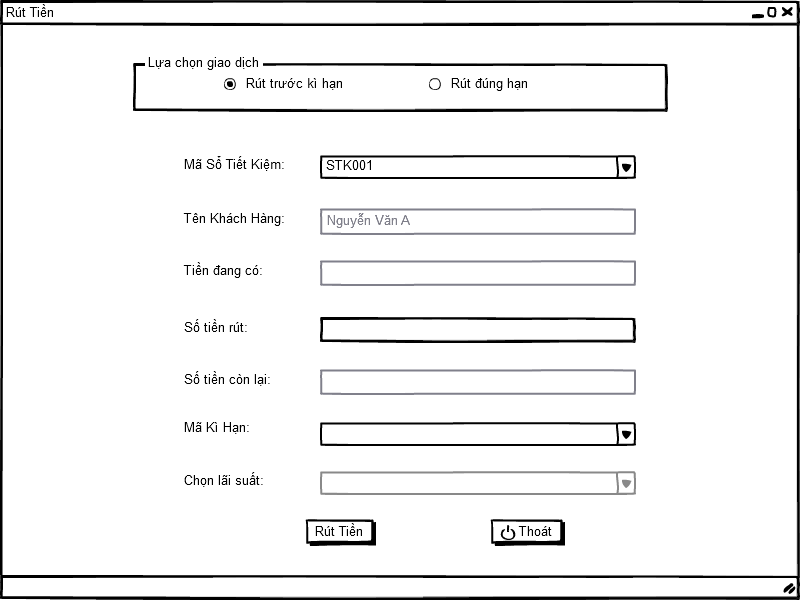 Rút Tiền
Lựa chọn giao dịch
Rút trước kì hạn
Rút đúng hạn
Mã Sổ Tiết Kiệm:
STK001
Tên Khách Hàng:
Nguyễn Văn A
Tiền đang có:
Số tiền rút:
Số tiền còn lại:
Mã Kì Hạn:
Chọn lãi suất:
Rút Tiền
Thoát